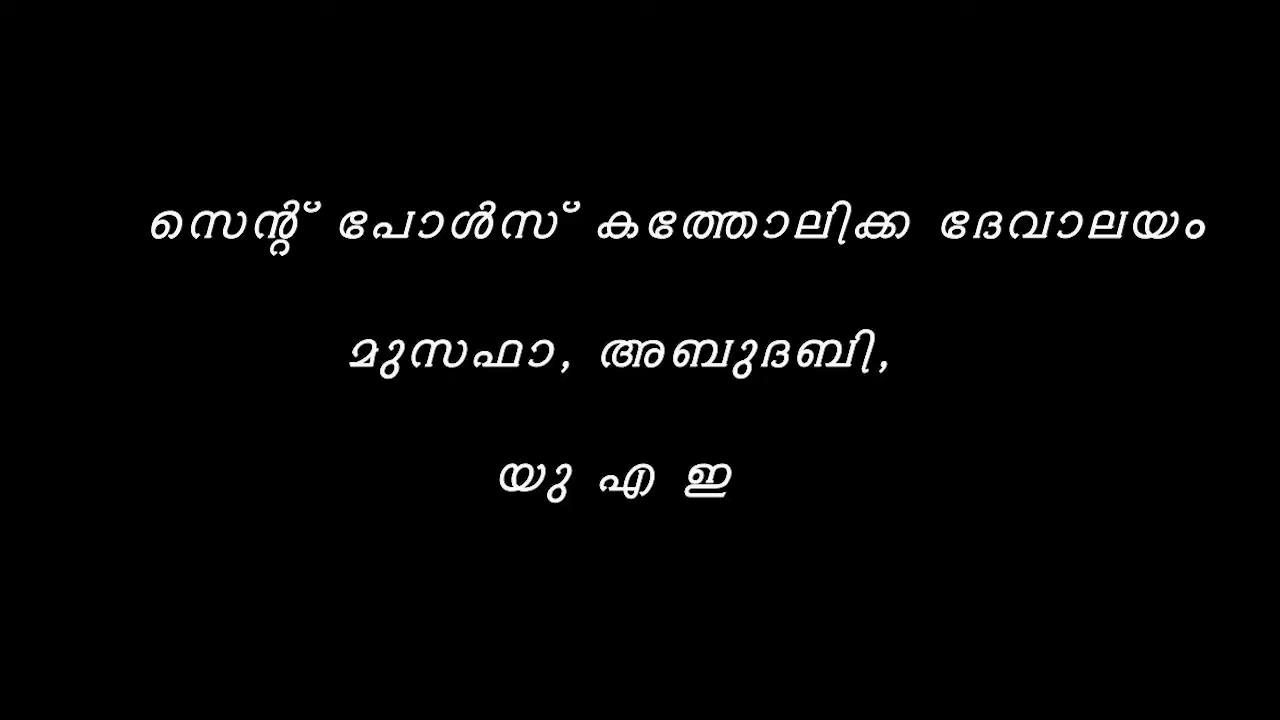 സെന്റ് പോൾസ് കത്തോലിക്ക ദേവാലയം
മുസഫാ, അബുദബി,
യു എ ഇ